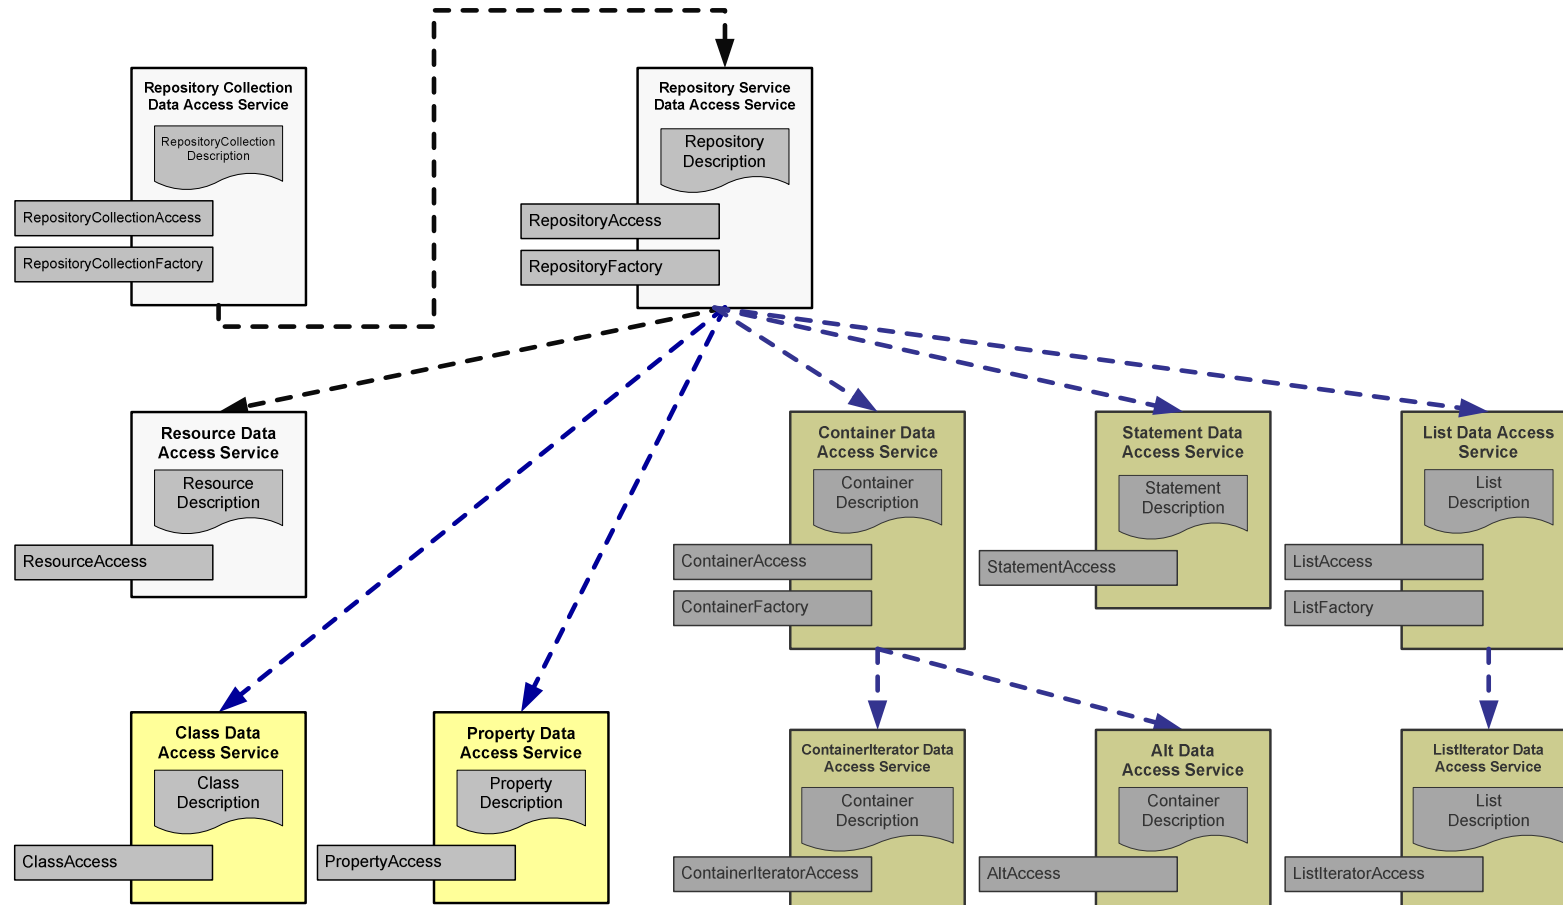 Repository Collection
Data Access Service
RepositoryCollection
Description
RepositoryCollectionAccess
RepositoryCollectionFactory
Repository Service
Data Access Service
Repository
Description
RepositoryAccess
RepositoryFactory
Resource Data
Access Service
Resource
Description
ResourceAccess
Container Data
Access Service
Container
Description
ContainerAccess
ContainerFactory
Statement Data
Access Service
Statement
Description
StatementAccess
List Data Access
Service
List
Description
ListAccess
ListFactory
Class Data
Access Service
Class
Description
ClassAccess
Property Data
Access Service
Property
Description
PropertyAccess
ContainerIterator Data
Access Service
Container
Description
ContainerIteratorAccess
Alt Data
Access Service
Container
Description
AltAccess
ListIterator Data
Access Service
List
Description
ListIteratorAccess